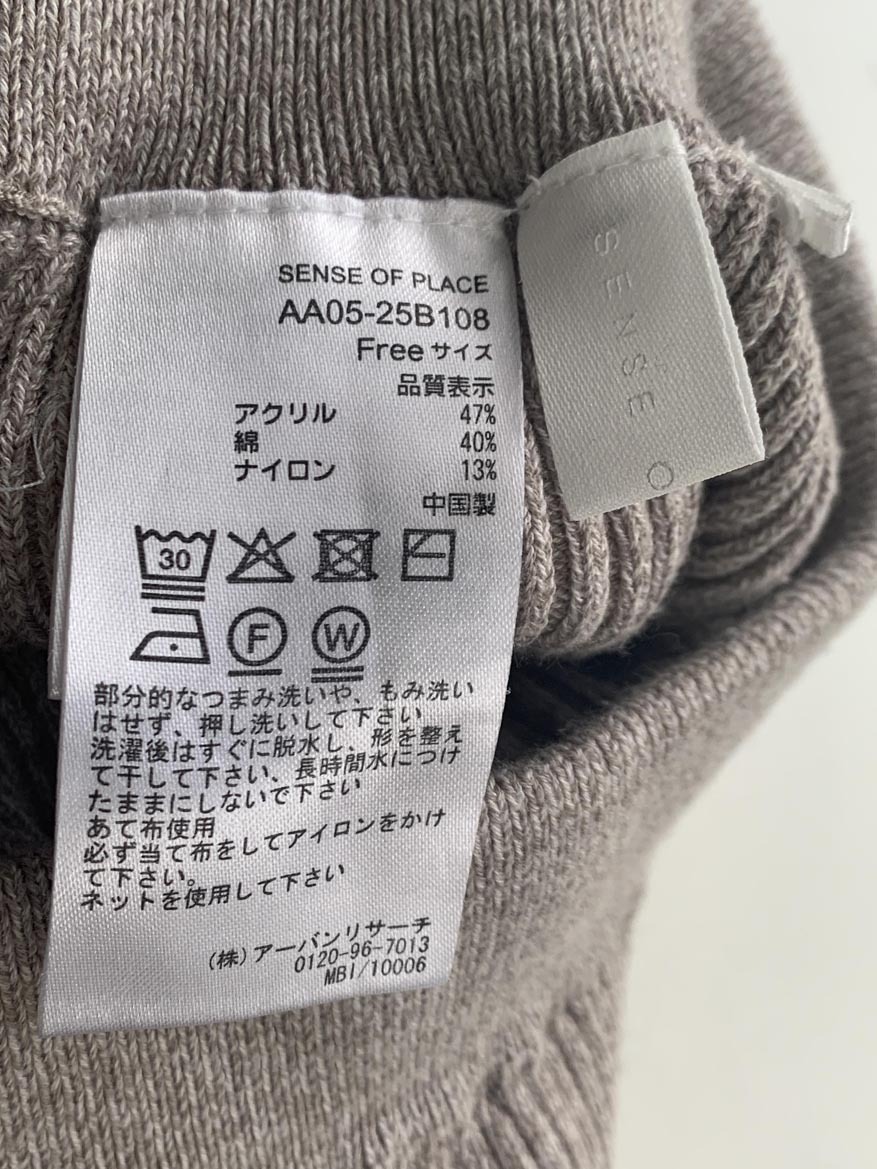 SENSE OF PLACE
AA05-25B108
Free サイズ
品質表示
アクリル 47%
綿 40%
ナイロン 13%
中国製
30
F W
部分的なつまみ洗いや、もみ洗い
はせず、押し洗いして下さい
洗濯後はすぐに脱水し、形を整え
て干して下さい、長時間水につけ
たままにしないで下さい
あて布使用
必ず当て布をしてアイロンをかけ
て下さい。
ネットを使用して下さい
(株)アーバンリサーチ
0120-96-7013
MBI/10006
SENSE O